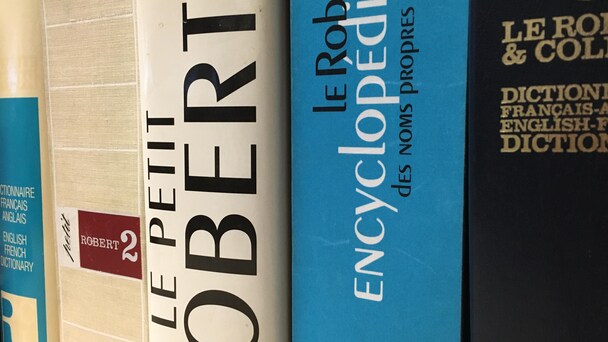 CTIONNAIRE
FRANÇAIS
ANGLAIS
ENGLISH
FRENCH
DICTIONARY
petit
ROBERT 2
LE PETIT
OBERT
Le Rob
ENCYCLOPÉDI
des NOMS PROPRES
LE RO
& COLL
DICTION
FRANÇAIS-A
ENGLISH-F
DICTION